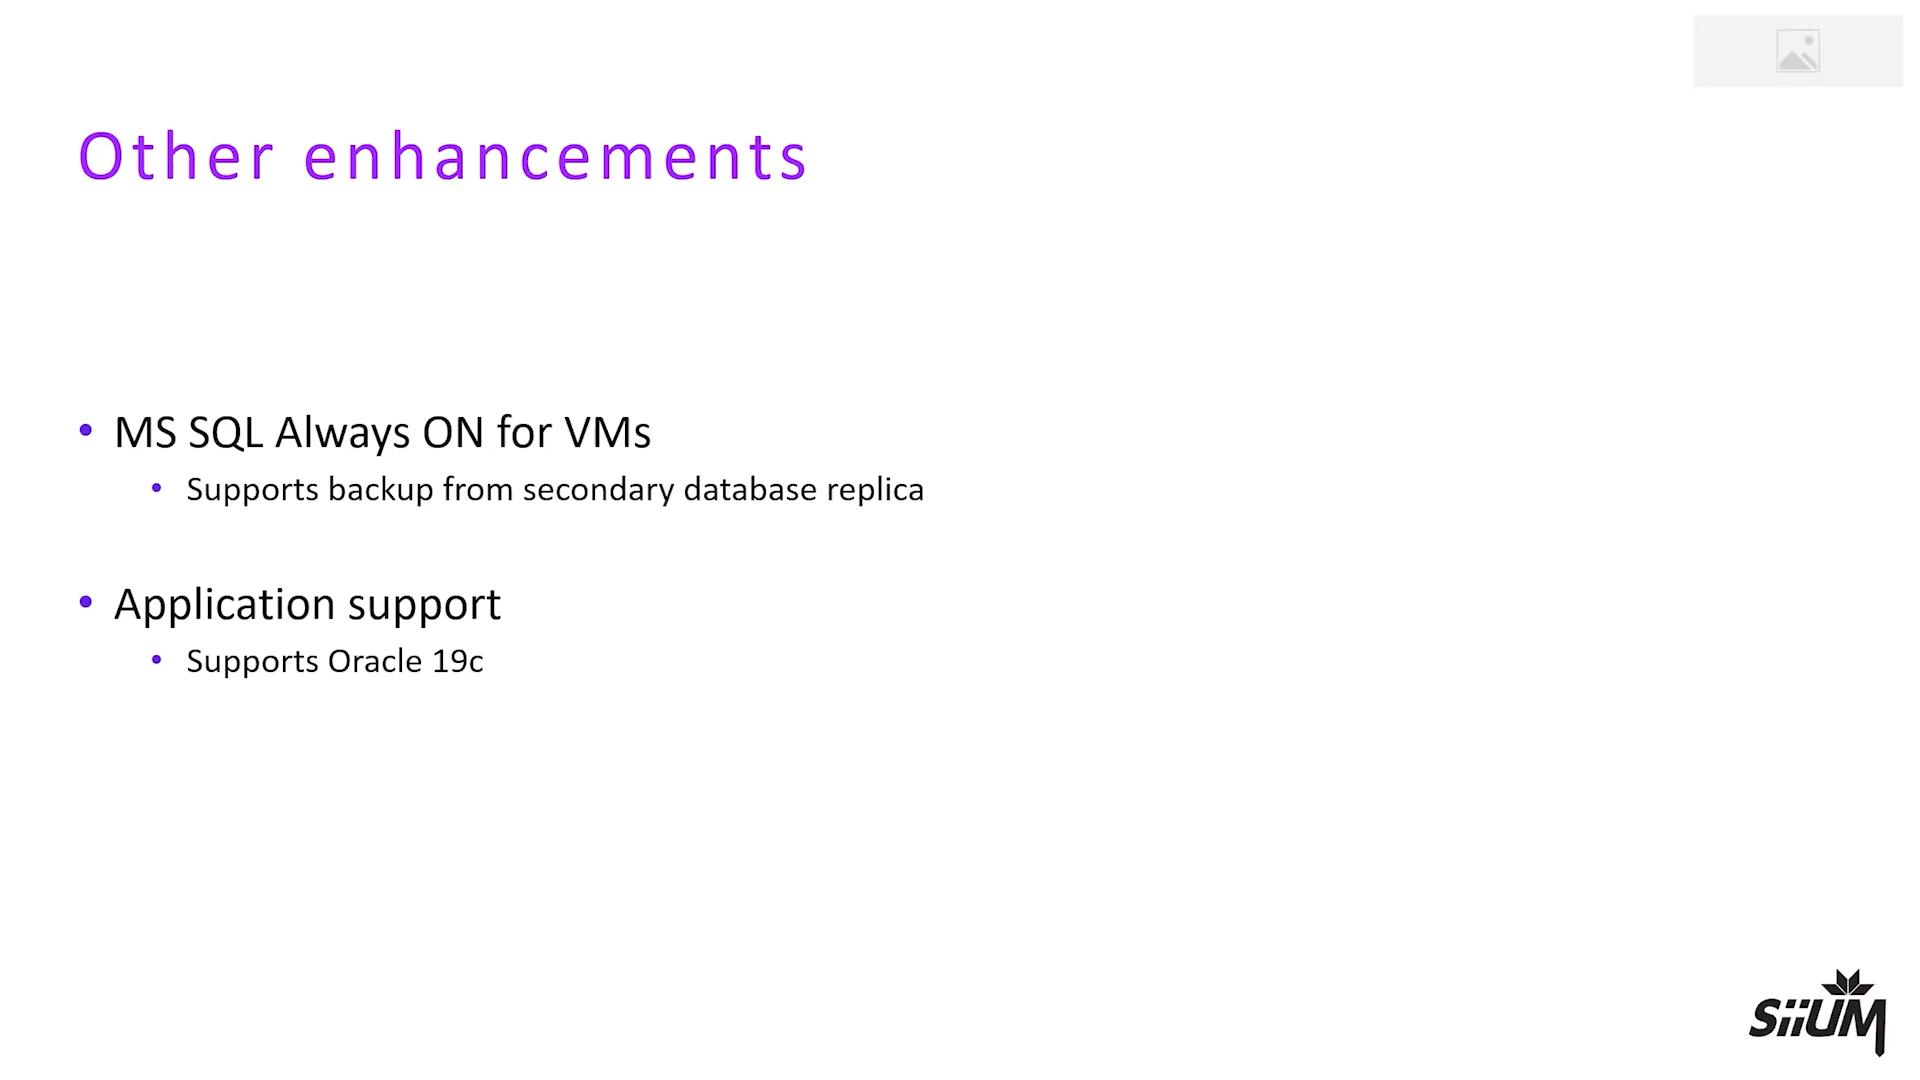 Other enhancements
• MS SQL Always ON for VMs
• Supports backup from secondary database replica
• Application support
• Supports Oracle 19c
SiiUM